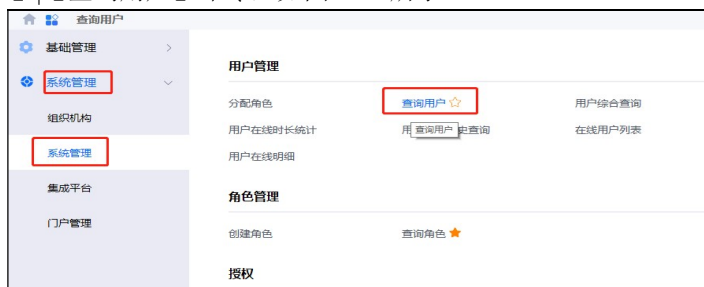 查询用户
基础管理
系统管理
组织机构
系统管理
集成平台
门户管理
用户管理
分配角色 查询用户 用户综合查询
用户在线时长统计 用 查询用户 史查询 在线用户列表
用户在线明细
角色管理
创建角色 查询角色
授权